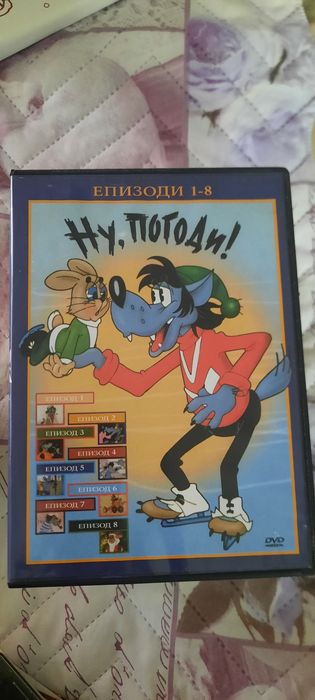 ЕПИЗОДИ 1-8
Ну, ПОГОДИ!
ЕПИЗОД 1
ЕПИЗОД 2
ЕПИЗОД 3
ЕПИЗОД 4
ЕПИЗОД 5
ЕПИЗОД 6
ЕПИЗОД 7
ЕПИЗОД 8
DVD